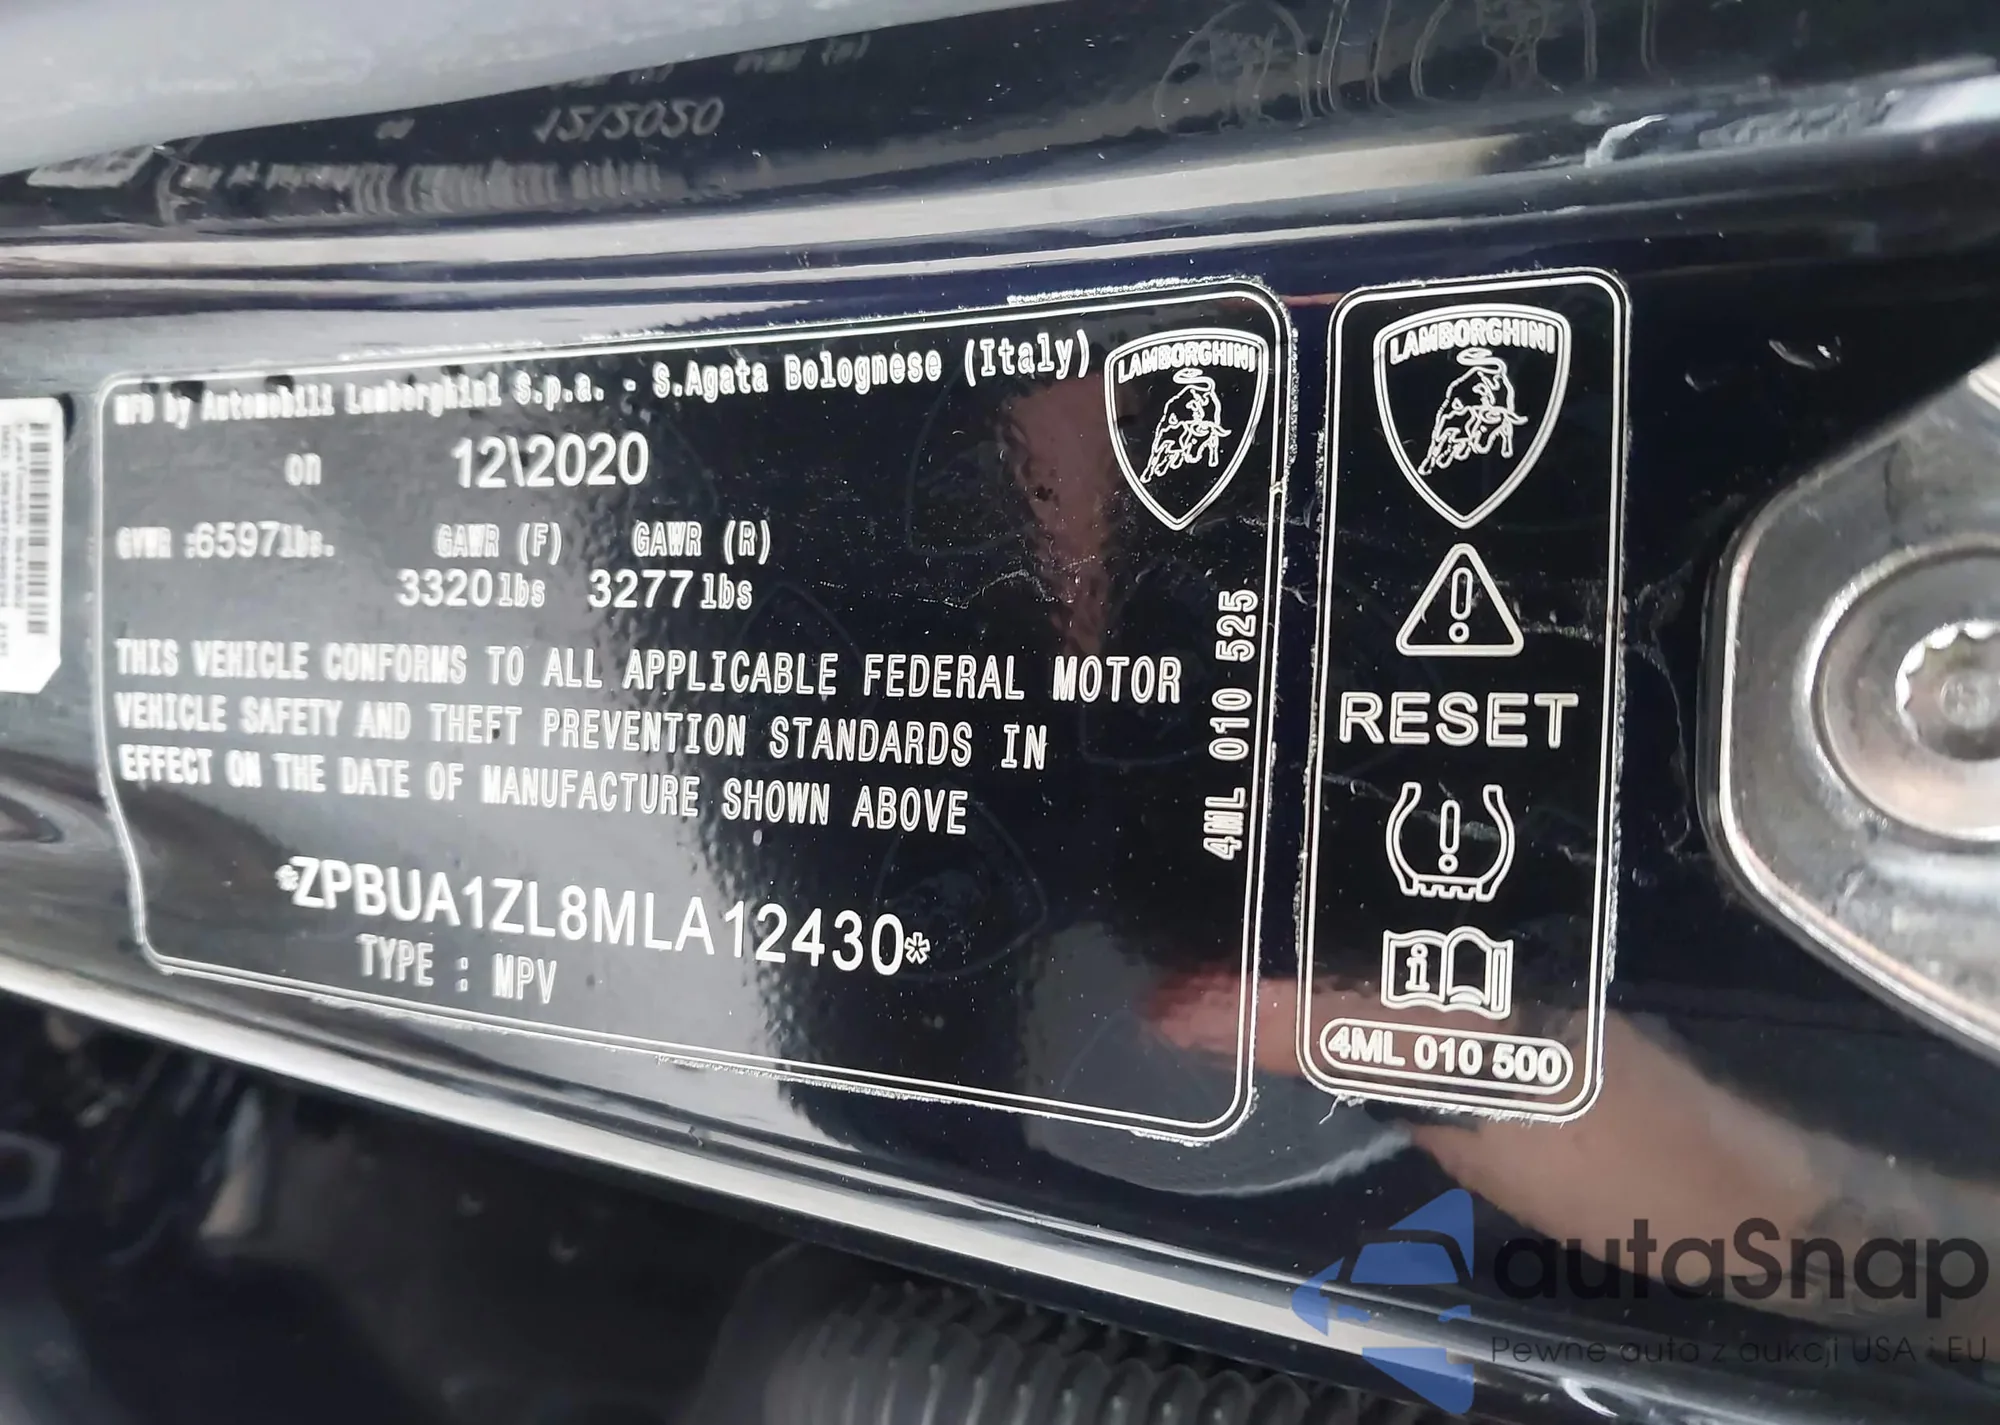 12/2020
MFD by Automobili Lamborghini S.p.a. - S.Agata Bolognese (Italy)
on 12\2020
GVWR :6597lbs. GAWR (F) GAWR (R)
3320lbs 3277lbs
THIS VEHICLE CONFORMS TO ALL APPLICABLE FEDERAL MOTOR
VEHICLE SAFETY AND THEFT PREVENTION STANDARDS IN
EFFECT ON THE DATE OF MANUFACTURE SHOWN ABOVE
*ZPBUA1ZL8MLA12430*
TYPE : MPV
LAMBORGHINI
4ML 010 525
LAMBORGHINI
RESET
4ML 010 500
autaSnap
Pewne auta z aukcji USA i EU